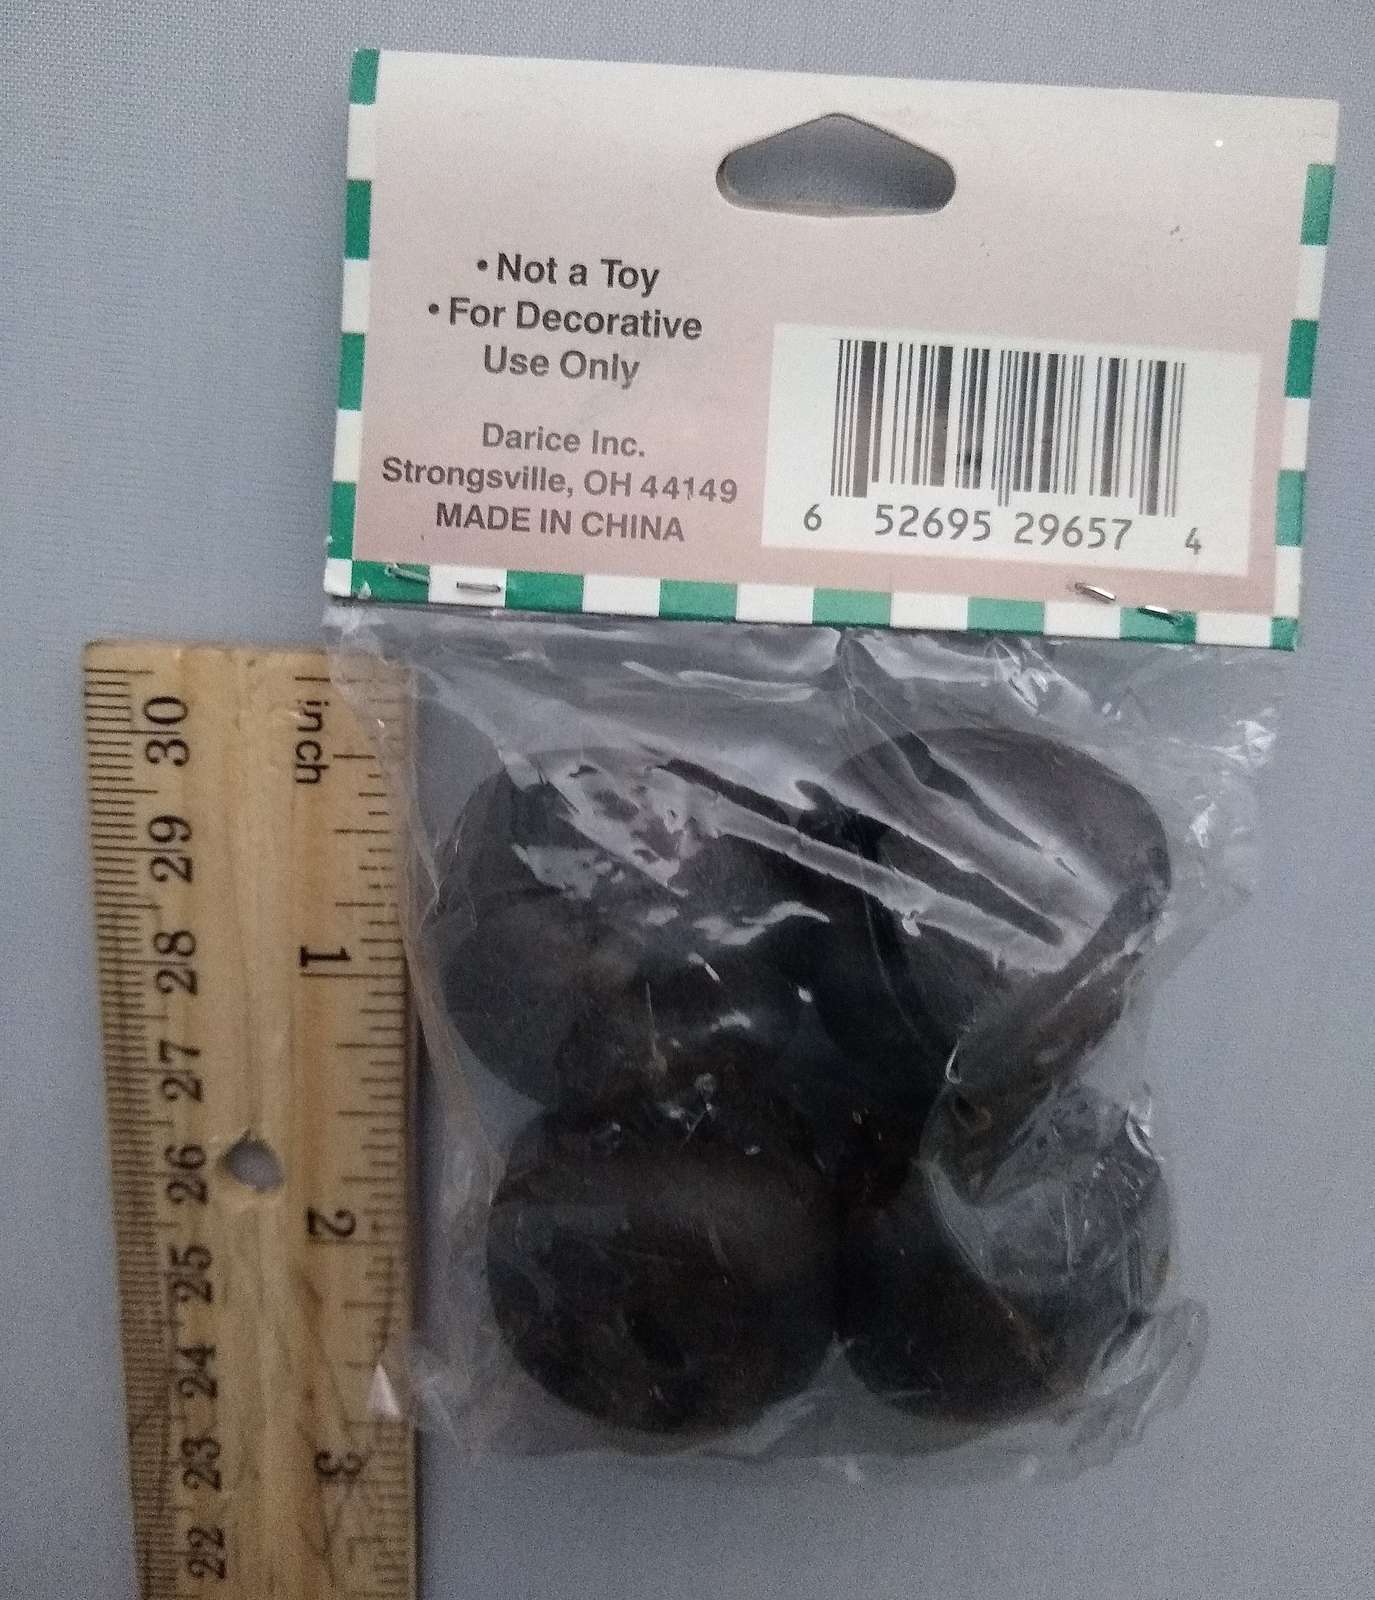 • Not a Toy
• For Decorative
Use Only
Darice Inc.
Strongsville, OH 44149
MADE IN CHINA
6 52695 29657 4
inch
1
2
3
30
29
28
27
26
25
24
23
22